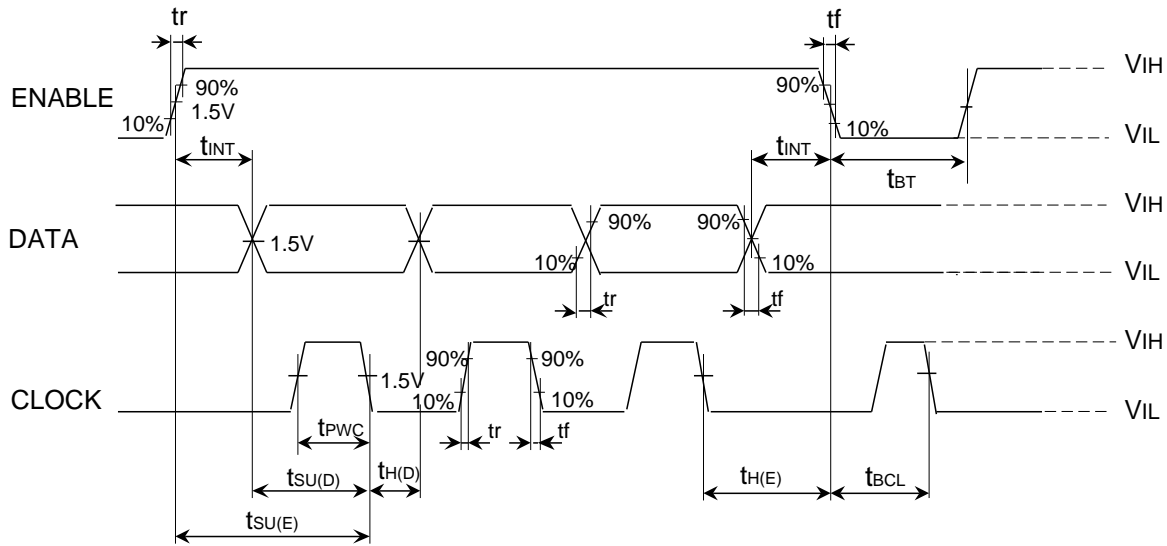 tr
tf
VIH
ENABLE
90%
90%
1.5V
10%
10%
VIL
tINT
tINT
tBT
VIH
DATA
90%
90%
1.5V
10%
10%
VIL
tr
tf
VIH
90%
90%
1.5V
CLOCK
10%
10%
VIL
tPWC
tr
tf
tSU(D)
tH(D)
tH(E)
tBCL
tSU(E)